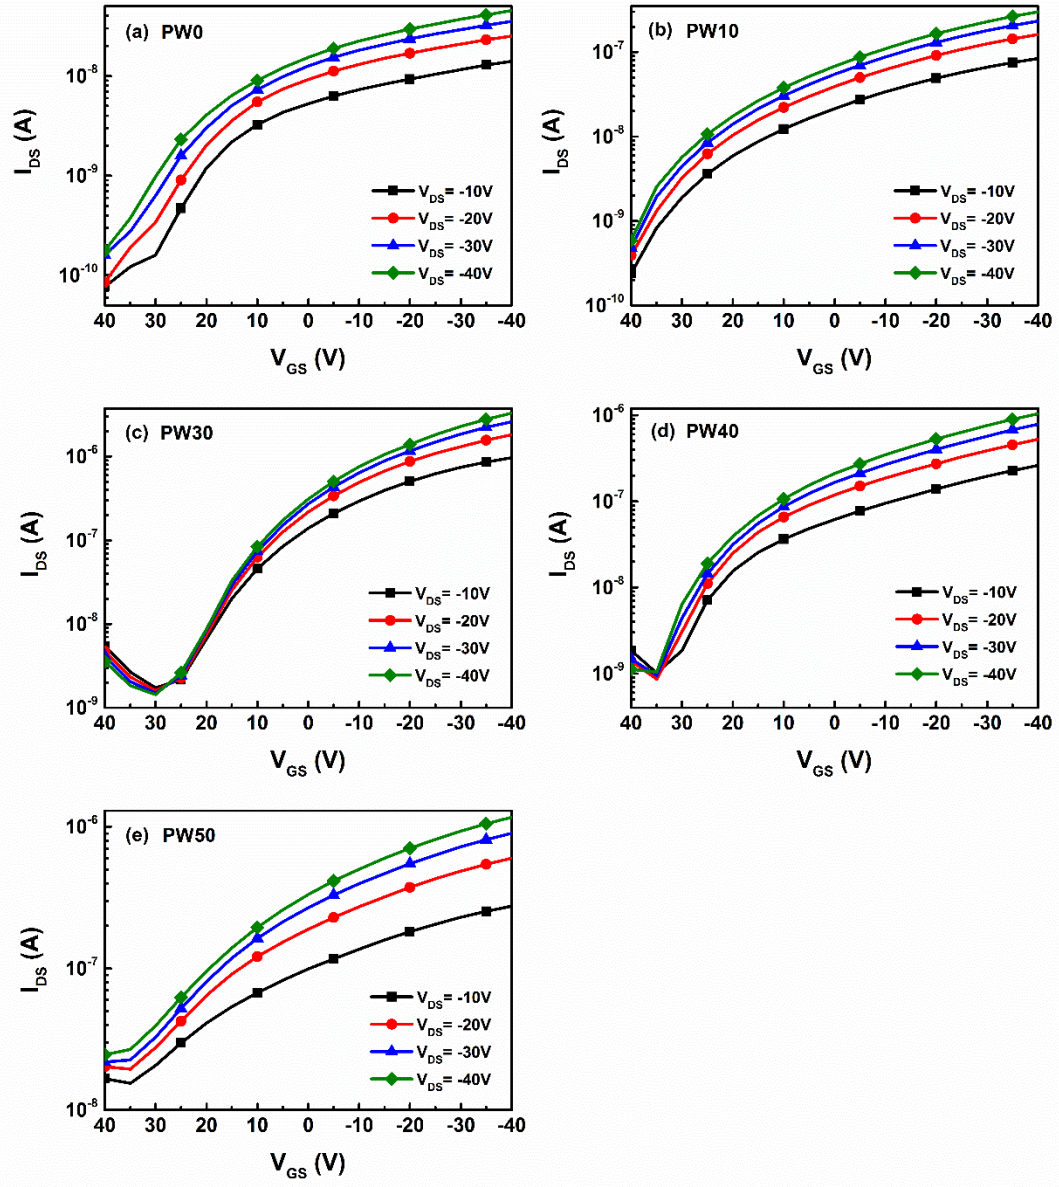 (a) PW0
10⁻⁸
10⁻⁹
10⁻¹⁰
I_DS (A)
V_DS= -10V
V_DS= -20V
V_DS= -30V
V_DS= -40V
40 30 20 10 0 -10 -20 -30 -40
V_GS (V)
(b) PW10
10⁻⁷
10⁻⁸
10⁻⁹
10⁻¹⁰
I_DS (A)
V_DS= -10V
V_DS= -20V
V_DS= -30V
V_DS= -40V
40 30 20 10 0 -10 -20 -30 -40
V_GS (V)
(c) PW30
10⁻⁶
10⁻⁷
10⁻⁸
10⁻⁹
I_DS (A)
V_DS= -10V
V_DS= -20V
V_DS= -30V
V_DS= -40V
40 30 20 10 0 -10 -20 -30 -40
V_GS (V)
(d) PW40
10⁻⁶
10⁻⁷
10⁻⁸
10⁻⁹
I_DS (A)
V_DS= -10V
V_DS= -20V
V_DS= -30V
V_DS= -40V
40 30 20 10 0 -10 -20 -30 -40
V_GS (V)
(e) PW50
10⁻⁶
10⁻⁷
10⁻⁸
I_DS (A)
V_DS= -10V
V_DS= -20V
V_DS= -30V
V_DS= -40V
40 30 20 10 0 -10 -20 -30 -40
V_GS (V)